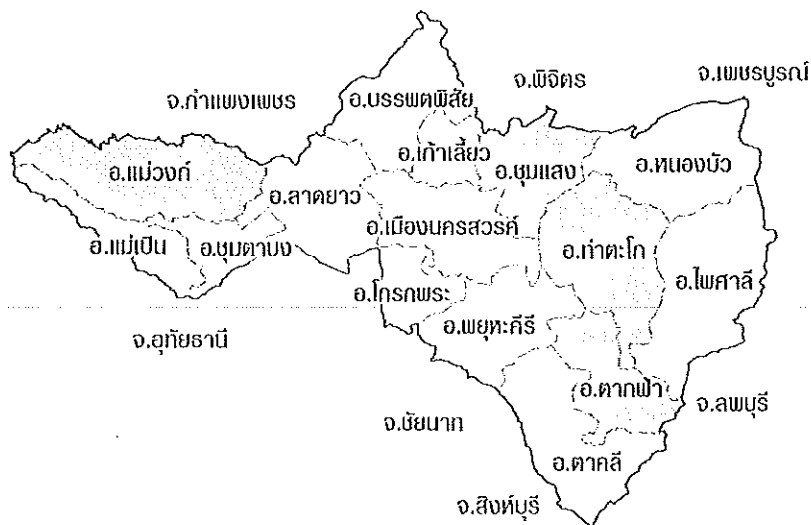 จ.กำแพงเพชร
จ.พิจิตร
จ.เพชรบูรณ์
อ.บรรพตพิสัย
อ.แม่วงก์
อ.ลาดยาว
อ.เก้าเลี้ยว
อ.ชุมแสง
อ.หนองบัว
อ.แม่เปิน
อ.ชุมตาบง
อ.เมืองนครสวรรค์
อ.ท่าตะโก
อ.ไพศาลี
อ.โกรกพระ
อ.พยุหะคีรี
จ.อุทัยธานี
อ.ตากฟ้า
จ.ลพบุรี
จ.ชัยนาท
อ.ตาคลี
จ.สิงห์บุรี